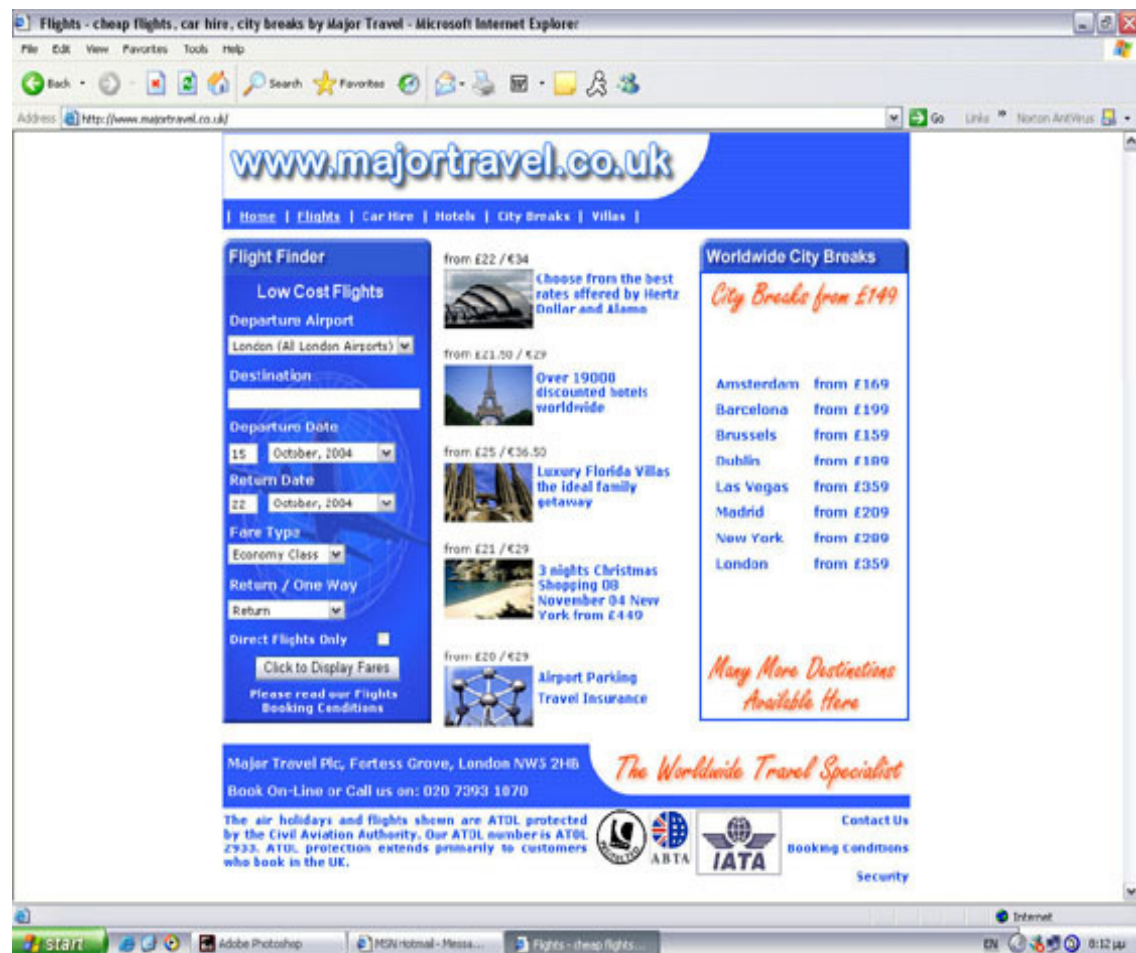 Flights - cheap flights, car hire, city breaks by Major Travel - Microsoft Internet Explorer
File Edit View Favorites Tools Help
Back Search Favorites
Address http://www.majortravel.co.uk/ Go Links Norton AntiVirus
www.majortravel.co.uk
| Home | Flights | Car Hire | Hotels | City Breaks | Villas |
Flight Finder
Low Cost Flights
Departure Airport
London (All London Airports)
Destination
Departure Date
15 October, 2004
Return Date
22 October, 2004
Fare Type
Economy Class
Return / One Way
Return
Direct Flights Only
Click to Display Fares
Please read our Flights
Booking Conditions
from £22 / €34
Choose from the best
rates offered by Hertz
Dollar and Alamo
from £21.50 / €29
Over 19000
discounted hotels
worldwide
from £25 / €36.50
Luxury Florida Villas
the ideal family
getaway
from £21 / €29
3 nights Christmas
Shopping 08
November 04 New
York from £449
from £20 / €29
Airport Parking
Travel Insurance
Worldwide City Breaks
City Breaks from £149
Amsterdam from £169
Barcelona from £199
Brussels from £159
Dublin from
Las Vegas from £359
Madrid from £209
New York from
London from £359
Many More Destinations
Available Here
Major Travel Plc, Fortess Grove, London NW5 2HB
Book On-Line or Call us on: 020 7393 1070
The Worldwide Travel Specialist
The air holidays and flights shown are ATOL protected
by the Civil Aviation Authority. Our ATOL number is ATOL
2933. ATOL protection extends primarily to customers
who book in the UK.
ABTA
IATA
Contact Us
Booking Conditions
Security
Internet
start Adobe Photoshop MSN Hotmail - Messa... Flights - cheap flights... EN 8:12 μμ